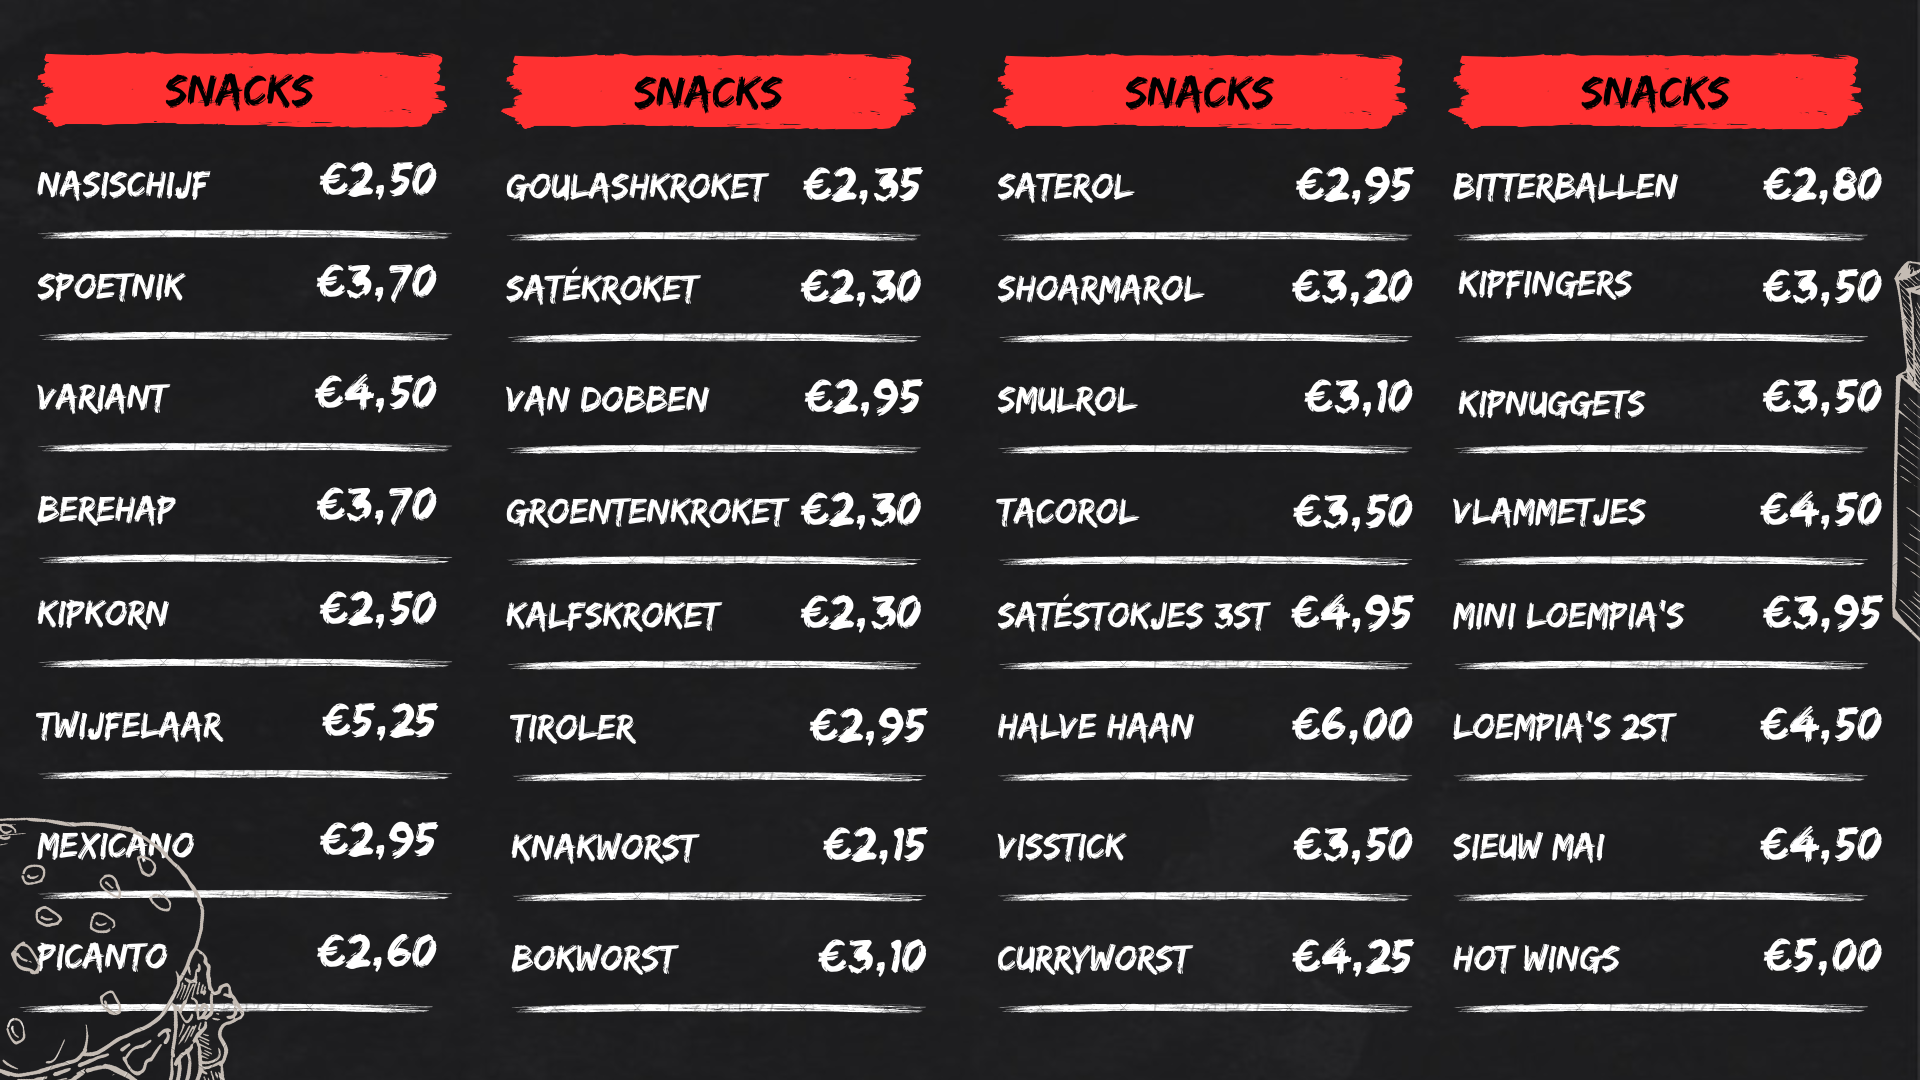 SNACKS
NASISCHIJF €2,50
SPOETNIK €3,70
VARIANT €4,50
BEREHAP €3,70
KIPKORN €2,50
TWIJFELAAR €5,25
MEXICANO €2,95
PICANTO €2,60
SNACKS
GOULASHKROKET €2,35
SATÉKROKET €2,30
VAN DOBBEN €2,95
GROENTENKROKET €2,30
KALFSKROKET €2,30
TIROLER €2,95
KNAKWORST €2,15
BOKWORST €3,10
SNACKS
SATEROL €2,95
SHOARMAROL €3,20
SMULROL €3,10
TACOROL €3,50
SATÉSTOKJES 3ST €4,95
HALVE HAAN €6,00
VISSTICK €3,50
CURRYWORST €4,25
SNACKS
BITTERBALLEN €2,80
KIPFINGERS €3,50
KIPNUGGETS €3,50
VLAMMETJES €4,50
MINI LOEMPIA'S €3,95
LOEMPIA'S 2ST €4,50
SIEUW MAI €4,50
HOT WINGS €5,00